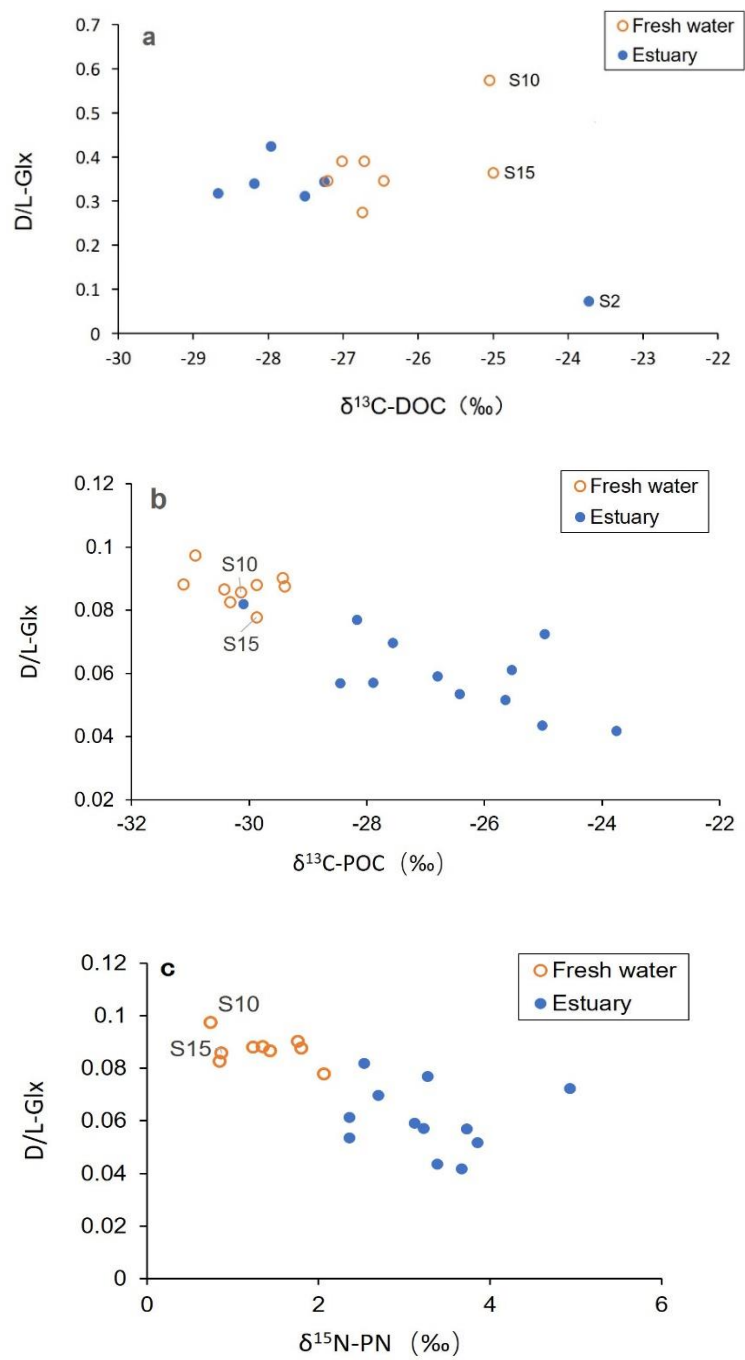 a
Fresh water
Estuary
0.7
0.6
0.5
0.4
0.3
0.2
0.1
0
D/L-Glx
S10
S15
S2
-30 -29 -28 -27 -26 -25 -24 -23 -22
δ¹³C-DOC（‰）
b
Fresh water
Estuary
0.12
0.1
0.08
0.06
0.04
0.02
D/L-Glx
S10
S15
-32 -30 -28 -26 -24 -22
δ¹³C-POC（‰）
c
Fresh water
Estuary
0.12
0.1
0.08
0.06
0.04
0.02
0
D/L-Glx
S10
S15
0 2 4 6
δ¹⁵N-PN（‰）